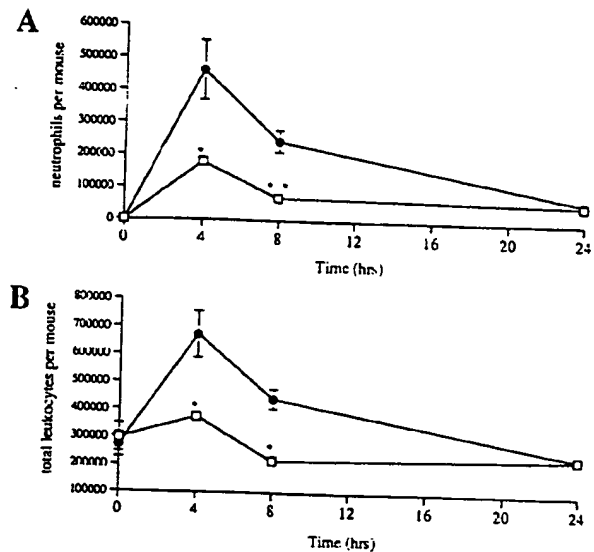 A
600000
500000
400000
300000
200000
100000
0
neutrophils per mouse
0 4 8 12 16 20 24
Time (hrs)
* * *
B
800000
700000
600000
500000
400000
300000
200000
100000
total leukocytes per mouse
0 4 8 12 16 20 24
Time (hrs)
* *